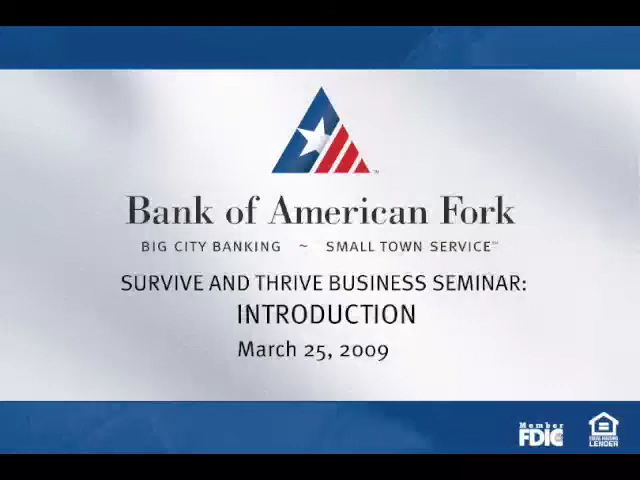 Bank of American Fork
BIG CITY BANKING ~ SMALL TOWN SERVICE
SURVIVE AND THRIVE BUSINESS SEMINAR:
INTRODUCTION
March 25, 2009
Member
FDIC
LENDER